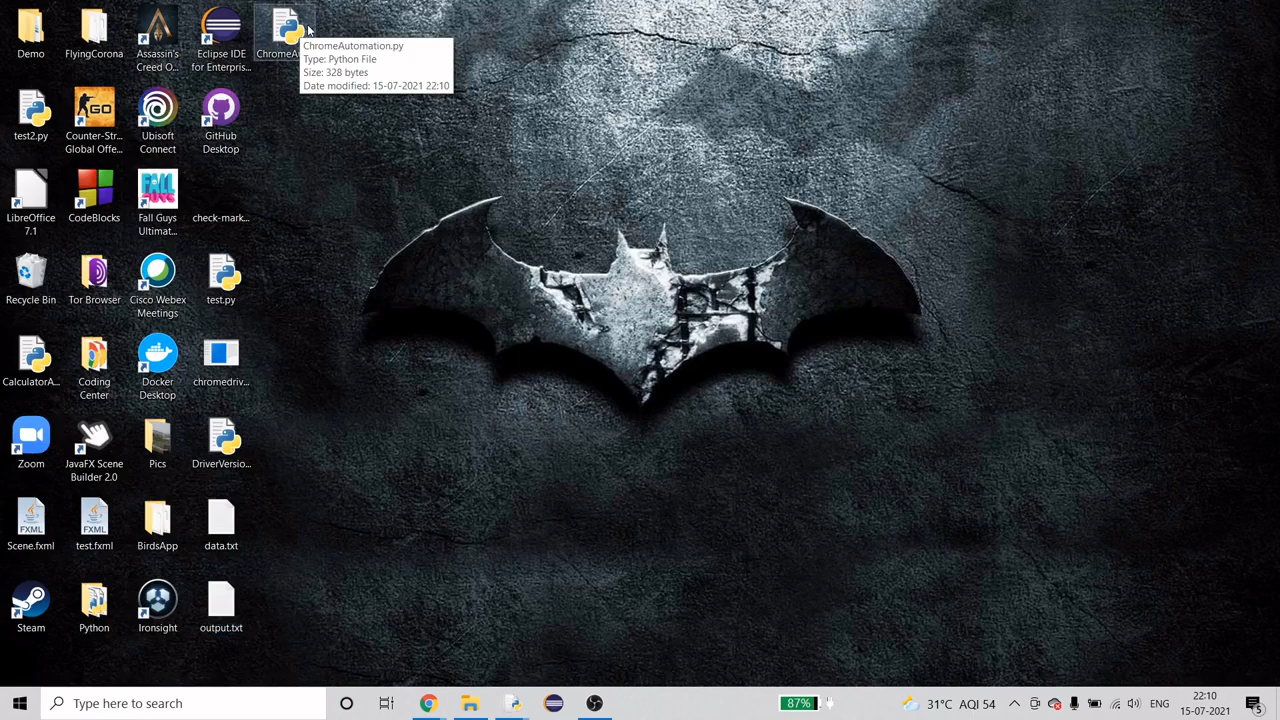 Demo
FlyingCorona
Assassin's
Creed O...
Eclipse IDE
for Enterpris...
ChromeAu
ChromeAutomation.py
Type: Python File
Size: 328 bytes
Date modified: 15-07-2021 22:10
test2.py
Counter-Str...
Global Offe...
Ubisoft
Connect
GitHub
Desktop
LibreOffice
7.1
CodeBlocks
Fall Guys
Ultimat...
check-mark...
Recycle Bin
Tor Browser
Cisco Webex
Meetings
test.py
CalculatorA...
Coding
Center
Docker
Desktop
chromedriv...
Zoom
JavaFX Scene
Builder 2.0
Pics
DriverVersio...
Scene.fxml
test.fxml
BirdsApp
data.txt
Steam
Python
Ironsight
output.txt
Type here to search
87%
31°C AQI 54
ENG
22:10
15-07-2021
5